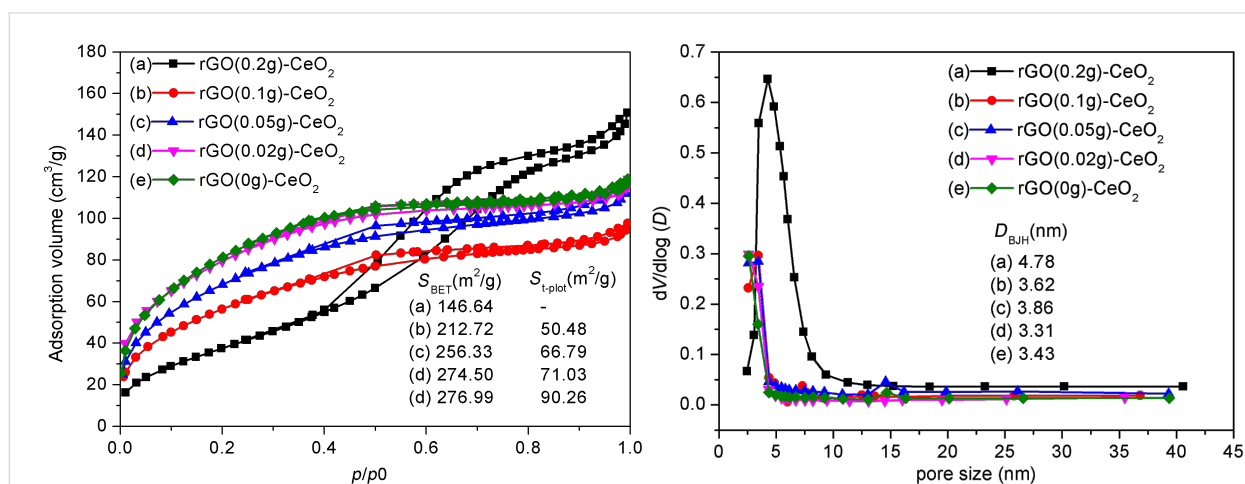 180
160
140
120
100
80
60
40
20
0
Adsorption volume (cm³/g)
(a) rGO(0.2g)-CeO₂
(b) rGO(0.1g)-CeO₂
(c) rGO(0.05g)-CeO₂
(d) rGO(0.02g)-CeO₂
(e) rGO(0g)-CeO₂
S_BET(m²/g) S_t-plot(m²/g)
(a) 146.64 -
(b) 212.72 50.48
(c) 256.33 66.79
(d) 274.50 71.03
(d) 276.99 90.26
0.0 0.2 0.4 0.6 0.8 1.0
p/p0
0.7
0.6
0.5
0.4
0.3
0.2
0.1
0.0
dV/dlog (D)
(a) rGO(0.2g)-CeO₂
(b) rGO(0.1g)-CeO₂
(c) rGO(0.05g)-CeO₂
(d) rGO(0.02g)-CeO₂
(e) rGO(0g)-CeO₂
D_BJH(nm)
(a) 4.78
(b) 3.62
(c) 3.86
(d) 3.31
(e) 3.43
0 5 10 15 20 25 30 35 40 45
pore size (nm)